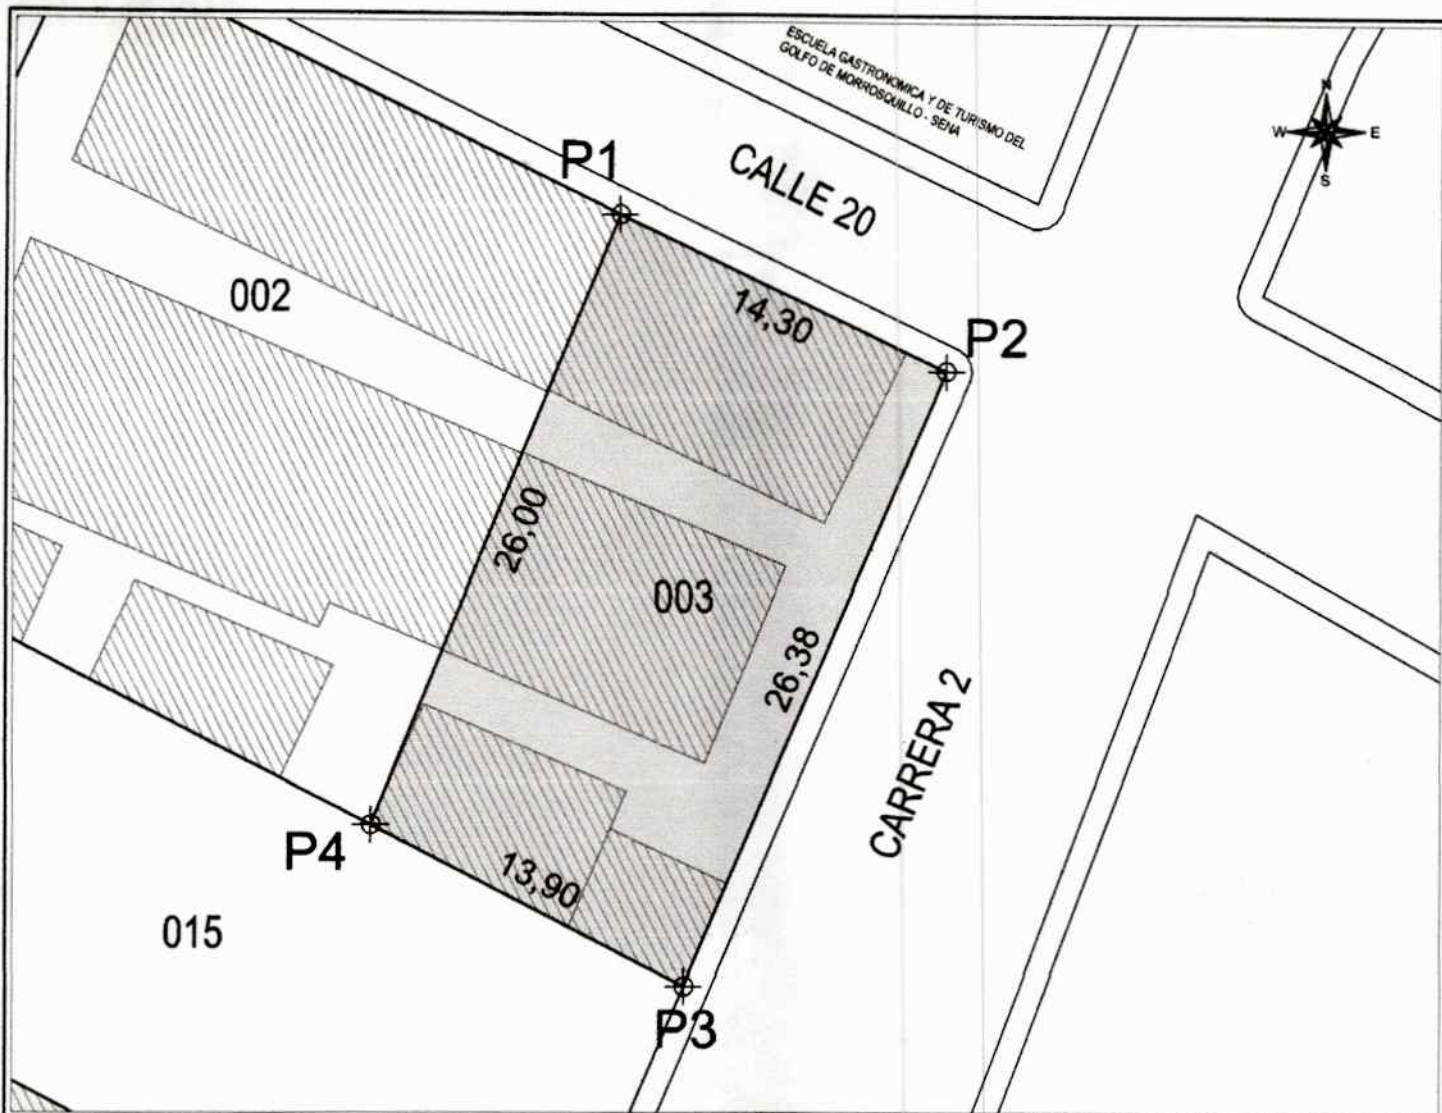 ESCUELA GASTRONOMICA Y DE TURISMO DEL
GOLFO DE MORROSQUILLO - SENA
N
W E
S
P1
CALLE 20
002
14,30
P2
26,00
003
26,38
CARRERA 2
P4
13,90
015
P3